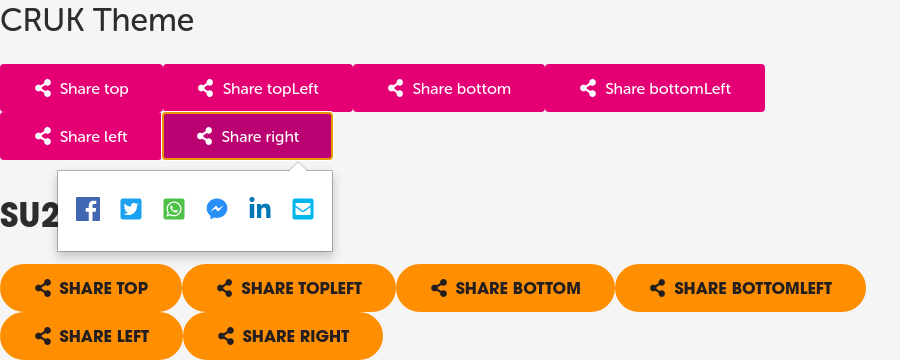 CRUK Theme
Share top Share topLeft Share bottom Share bottomLeft
Share left Share right
in
SU2
SHARE TOP SHARE TOPLEFT SHARE BOTTOM SHARE BOTTOMLEFT
SHARE LEFT SHARE RIGHT